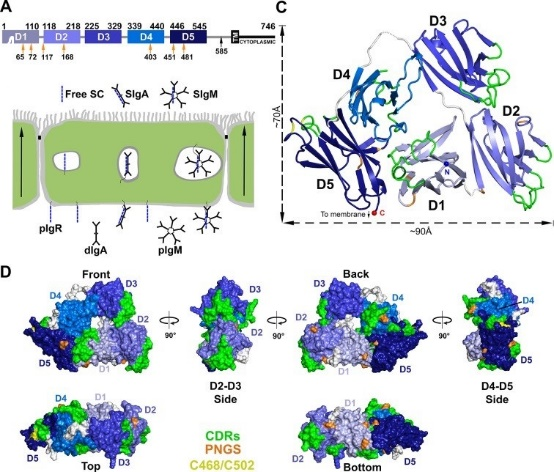 A
1 110 118 218 225 329 339 440 446 545 746
D1 D2 D3 D4 D5 TM CYTOPLASMIC
65 72 117 168 403 451 481 585
Free SC SIgA SIgM
pIgR
dIgA
pIgM
C
D3
D4
D2
D5
D1
N
C
To membrane
~70Å
~90Å
D
Front
Back
D3
D4
D2
D5
D1
90°
D2
D3
D2-D3
Side
90°
D3
D4
D2
D1
D5
90°
D4
D5
D4-D5
Side
D4
D1
D2
D5
D3
Top
CDRs
PNGS
C468/C502
D1
D2
D3
D5
Bottom